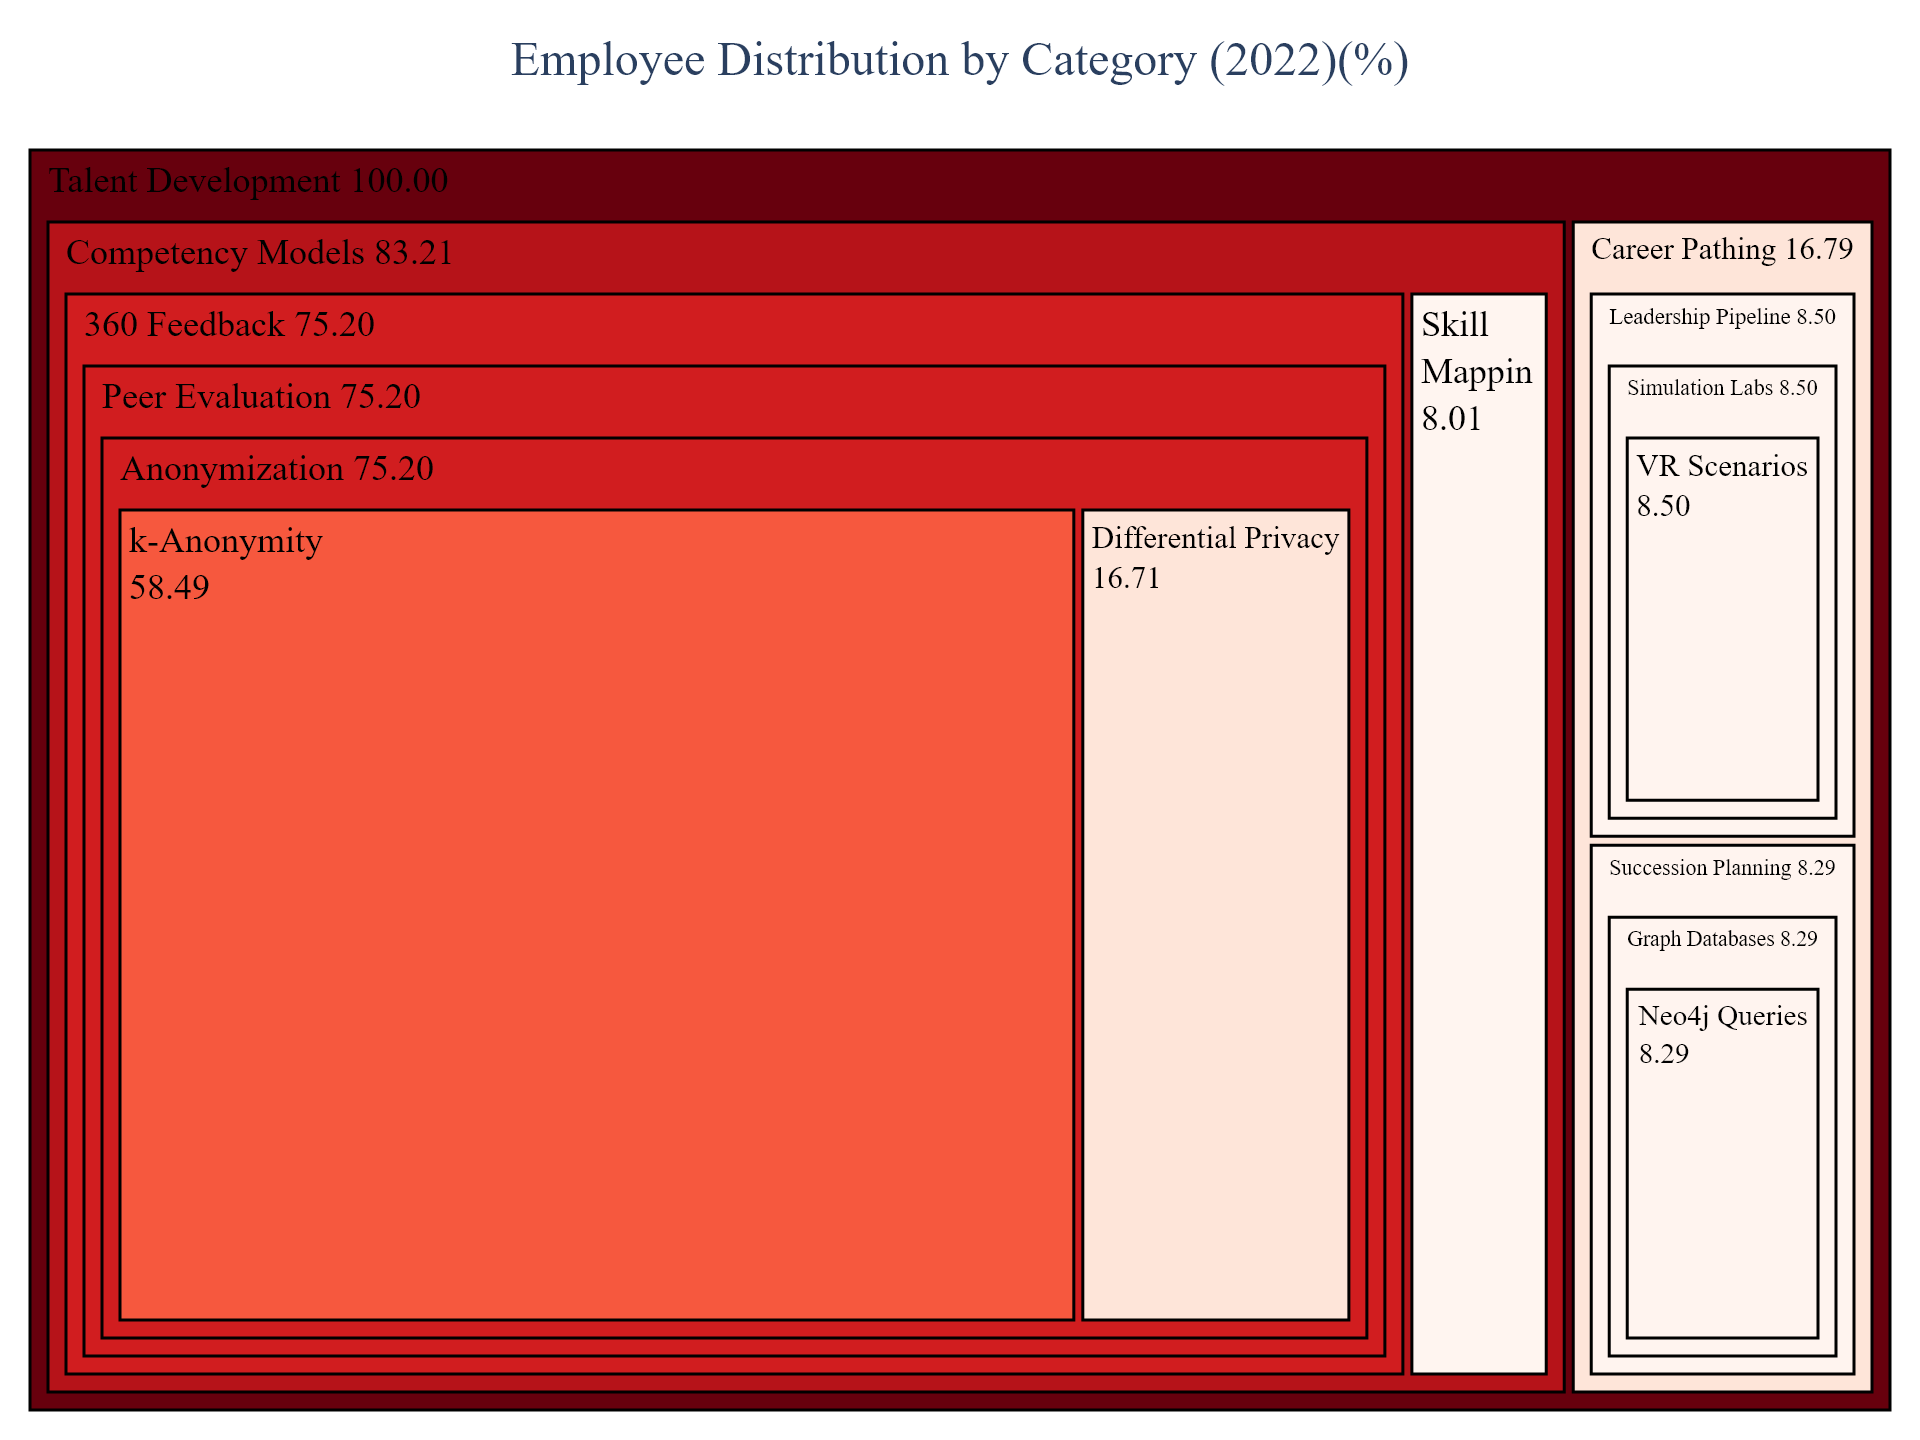 Employee Distribution by Category (2022)(%)
Talent Development 100.00
Competency Models 83.21
360 Feedback 75.20
Peer Evaluation 75.20
Anonymization 75.20
k-Anonymity
58.49
Differential Privacy
16.71
Skill
Mappin
8.01
Career Pathing 16.79
Leadership Pipeline 8.50
Simulation Labs 8.50
VR Scenarios
8.50
Succession Planning 8.29
Graph Databases 8.29
Neo4j Queries
8.29